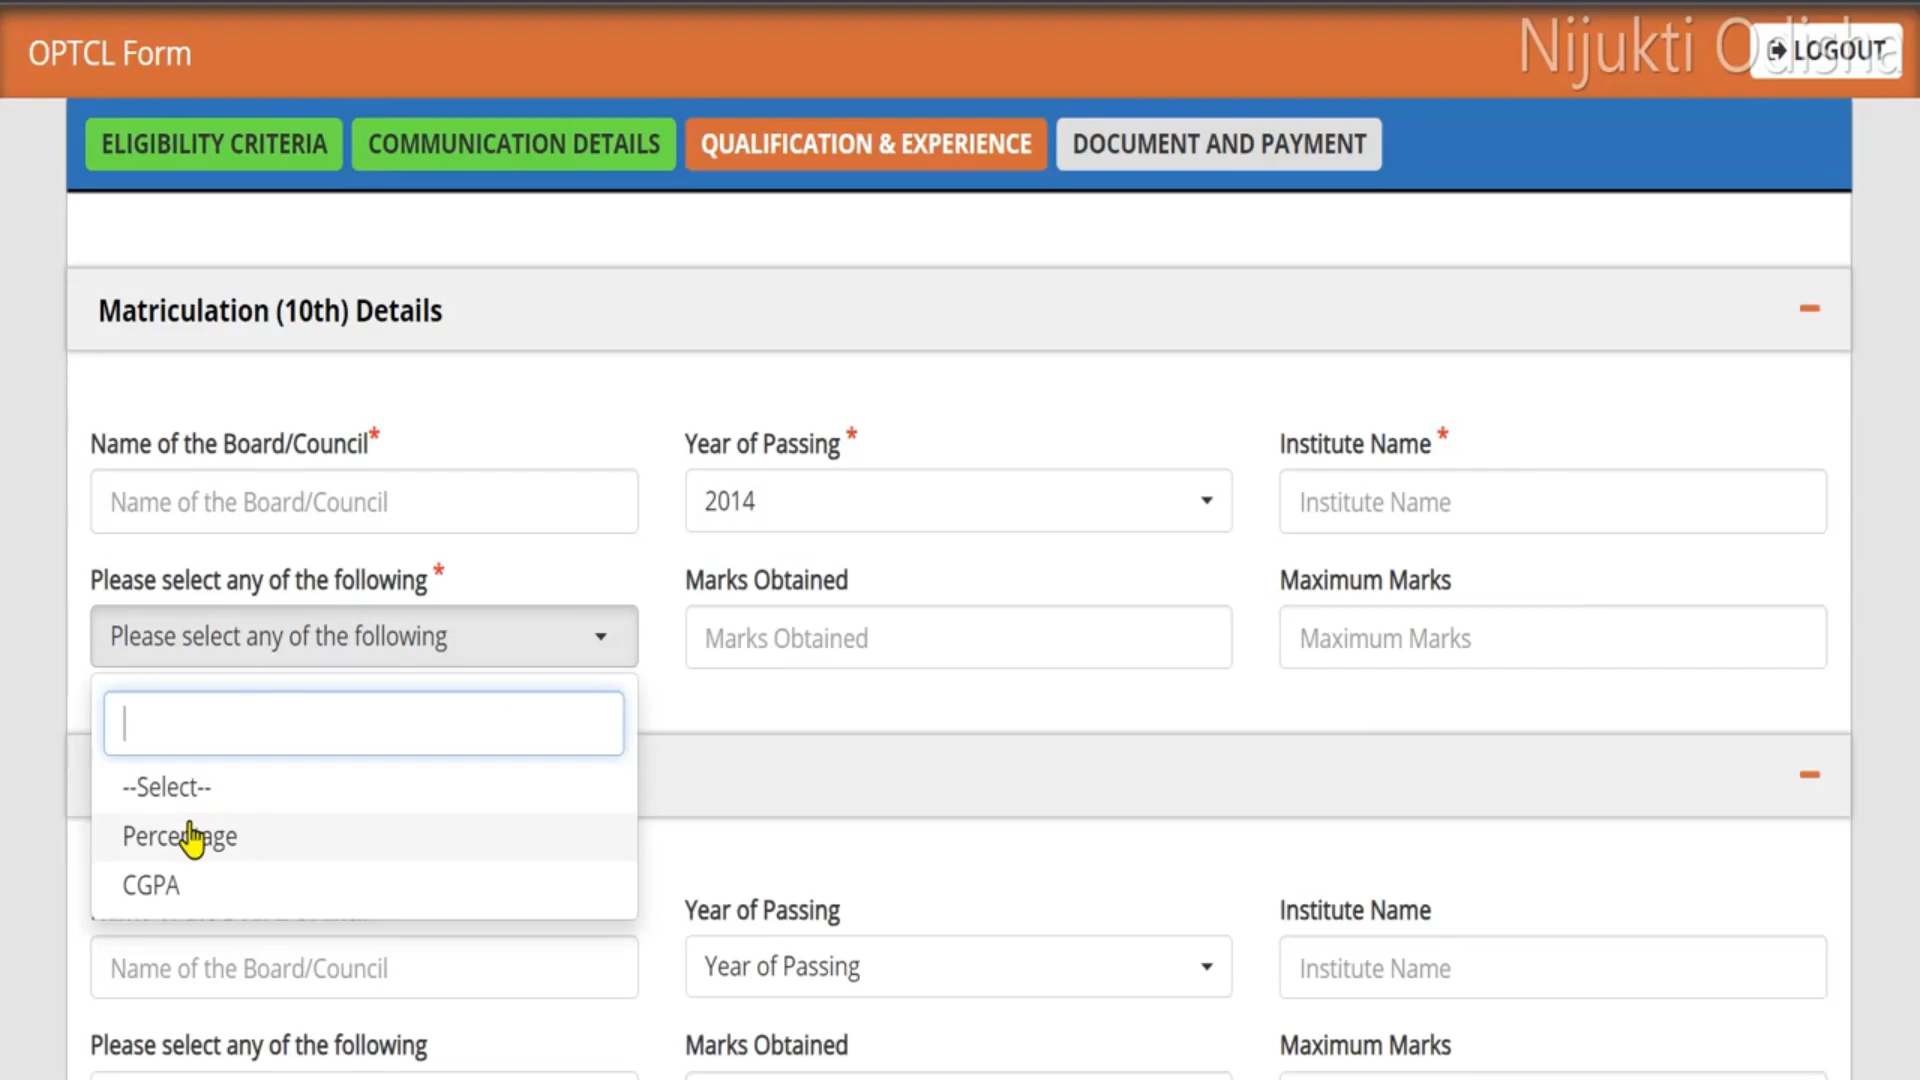 OPTCL Form
Nijukti Odisha
LOGOUT
ELIGIBILITY CRITERIA
COMMUNICATION DETAILS
QUALIFICATION & EXPERIENCE
DOCUMENT AND PAYMENT
Matriculation (10th) Details
Name of the Board/Council*
Year of Passing *
Institute Name *
Name of the Board/Council
2014
Institute Name
Please select any of the following *
Marks Obtained
Maximum Marks
Please select any of the following
Marks Obtained
Maximum Marks
--Select--
Percentage
CGPA
Year of Passing
Institute Name
Name of the Board/Council
Year of Passing
Institute Name
Please select any of the following
Marks Obtained
Maximum Marks